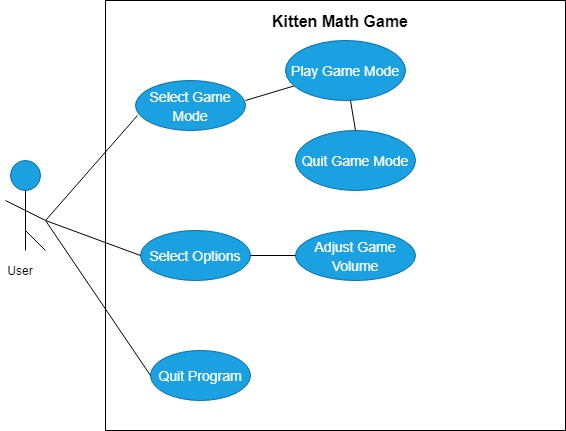 Kitten Math Game
Play Game Mode
Select Game
Mode
Quit Game Mode
User
Select Options
Adjust Game
Volume
Quit Program